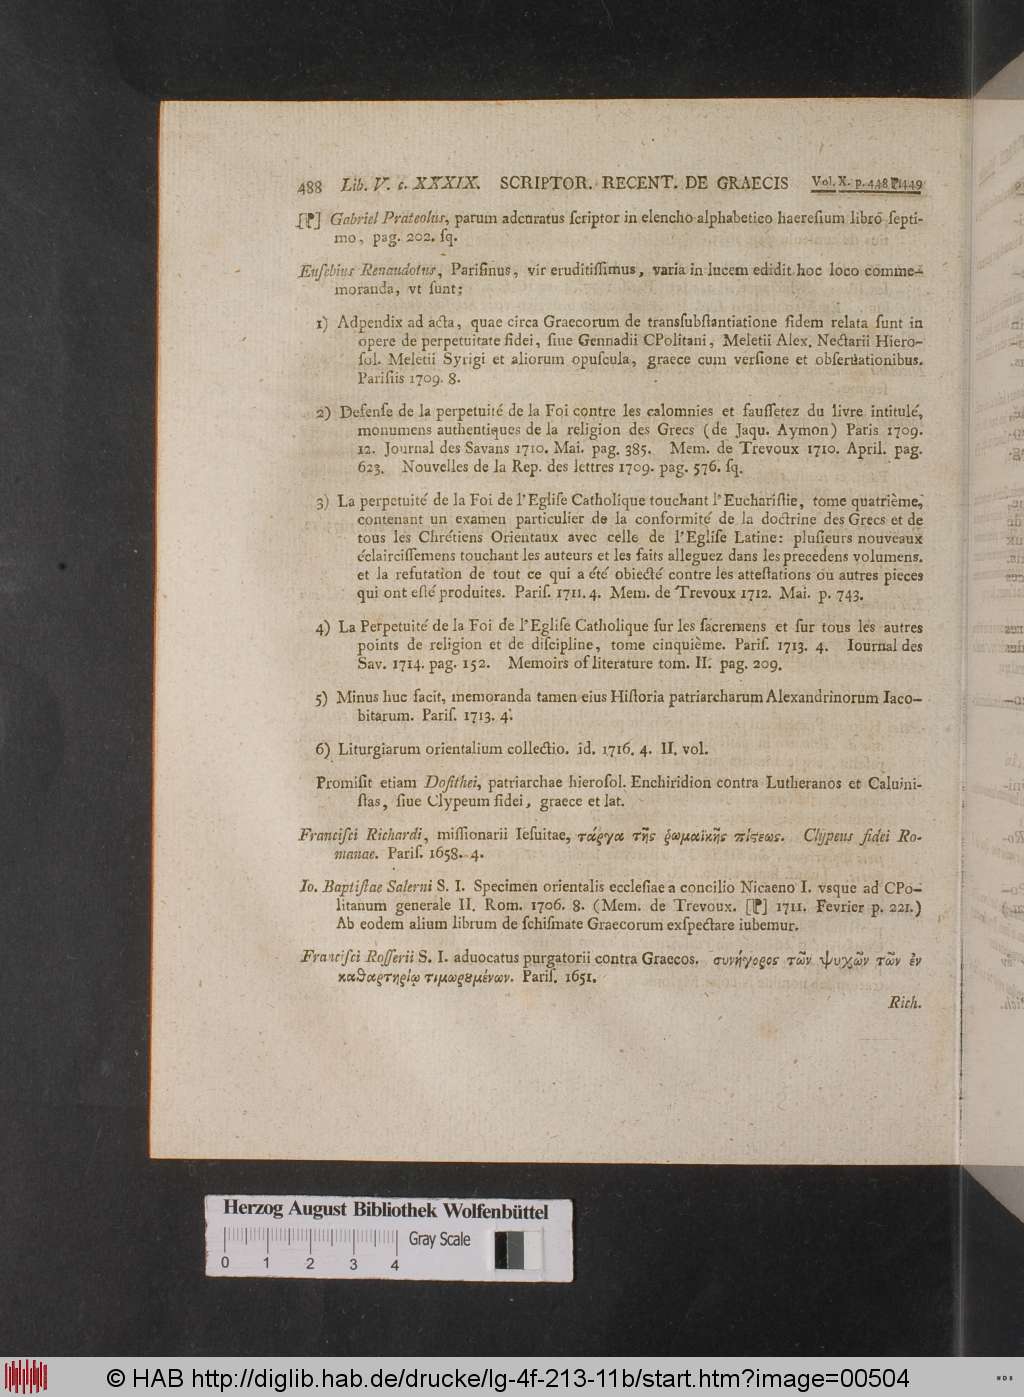 488 Lib. V. c. XXXIX. SCRIPTOR. RECENT. DE GRAECIS Vol. X. p. 448 ⁋ 449
[⁋] Gabriel Prateolus, parum adcuratus ſcriptor in elencho alphabetico haereſium libro ſepti-
mo, pag. 202. ſq.
Euſebius Renaudotus, Pariſinus, vir eruditiſſimus, varia in lucem edidit hoc loco comme-
moranda, vt ſunt:
1) Adpendix ad acta, quae circa Graecorum de transſubſtantiatione fidem relata ſunt in
opere de perpetuitate fidei, ſiue Gennadii CPolitani, Meletii Alex. Nectarii Hiero-
ſol. Meletii Syrigi et aliorum opuſcula, graece cum verſione et obſeruationibus.
Pariſiis 1709. 8.
2) Defenſe de la perpetuité de la Foi contre les calomnies et fauſſetez du livre intitulé,
monumens authentiques de la religion des Grecs (de Jaqu. Aymon) Paris 1709.
12. Journal des Savans 1710. Mai. pag. 385. Mem. de Trevoux 1710. April. pag.
623. Nouvelles de la Rep. des lettres 1709. pag. 576. ſq.
3) La perpetuité de la Foi de l'Egliſe Catholique touchant l'Euchariſtie, tome quatrième,
contenant un examen particulier de la conformité de la doctrine des Grecs et de
tous les Chrétiens Orientaux avec celle de l'Egliſe Latine: pluſieurs nouveaux
éclairciſſemens touchant les auteurs et les faits alleguez dans les precedens volumens.
et la refutation de tout ce qui a été obiecté contre les atteſtations ou autres pieces
qui ont eſté produites. Pariſ. 1711. 4. Mem. de Trevoux 1712. Mai. p. 743.
4) La Perpetuité de la Foi de l'Egliſe Catholique ſur les ſacremens et ſur tous les autres
points de religion et de diſcipline, tome cinquième. Pariſ. 1713. 4. Iournal des
Sav. 1714. pag. 152. Memoirs of literature tom. II. pag. 209.
5) Minus huc facit, memoranda tamen eius Hiſtoria patriarcharum Alexandrinorum Iaco-
bitarum. Pariſ. 1713. 4.
6) Liturgiarum orientalium collectio. id. 1716. 4. II. vol.
Promiſit etiam Doſithei, patriarchae hieroſol. Enchiridion contra Lutheranos et Caluini-
ſtas, ſiue Clypeum fidei, graece et lat.
Franciſci Richardi, miſſionarii Ieſuitae, τάργα τῆς ῥωμαϊκῆς πίϛεως. Clypeus fidei Ro-
manae. Pariſ. 1658. 4.
Io. Baptiſtae Salerni S. I. Specimen orientalis eccleſiae a concilio Nicaeno I. vsque ad CPo-
litanum generale II. Rom. 1706. 8. (Mem. de Trevoux. [⁋] 1711. Fevrier p. 221.)
Ab eodem alium librum de ſchiſmate Graecorum exſpectare iubemur.
Franciſci Roſſerii S. I. aduocatus purgatorii contra Graecos. συνήγορος τῶν ψυχῶν τῶν ἐν
καθαρτηρίῳ τιμωρȣμένων. Pariſ. 1651.
Rich.
Herzog August Bibliothek Wolfenbüttel
Gray Scale
0 1 2 3 4
© HAB http://diglib.hab.de/drucke/lg-4f-213-11b/start.htm?image=00504